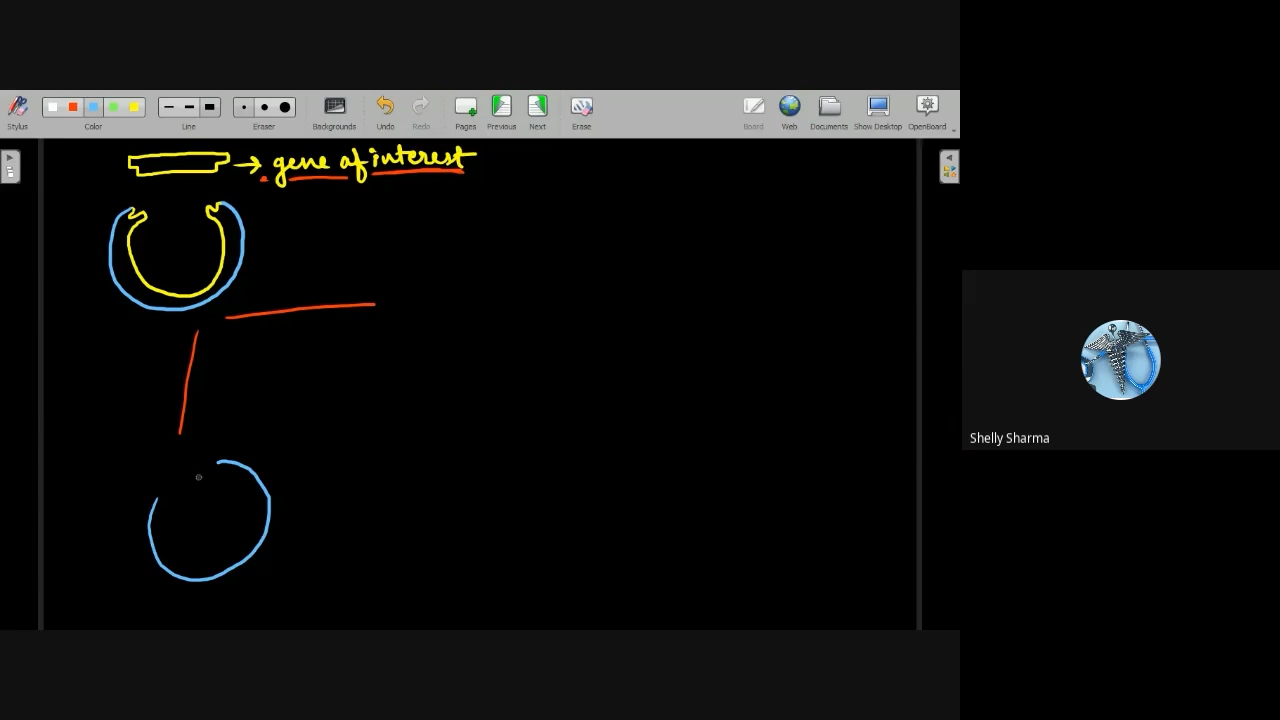 Stylus Color Line Eraser Backgrounds Undo Redo Pages Previous Next Erase Board Web Documents Show Desktop OpenBoard
gene of interest
Shelly Sharma